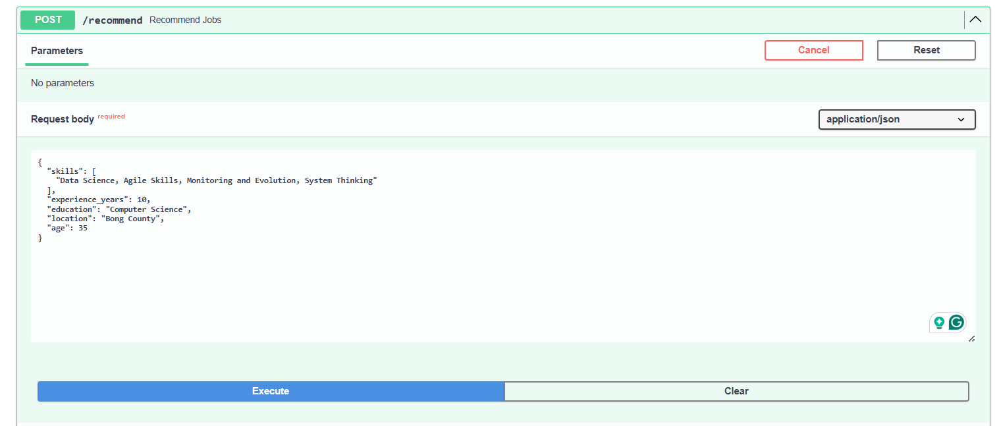 POST /recommend Recommend Jobs
Parameters Cancel Reset
No parameters
Request body required application/json
{
  "skills": [
    "Data Science, Agile Skills, Monitoring and Evolution, System Thinking"
  ],
  "experience_years": 10,
  "education": "Computer Science",
  "location": "Bong County",
  "age": 35
}
Execute Clear